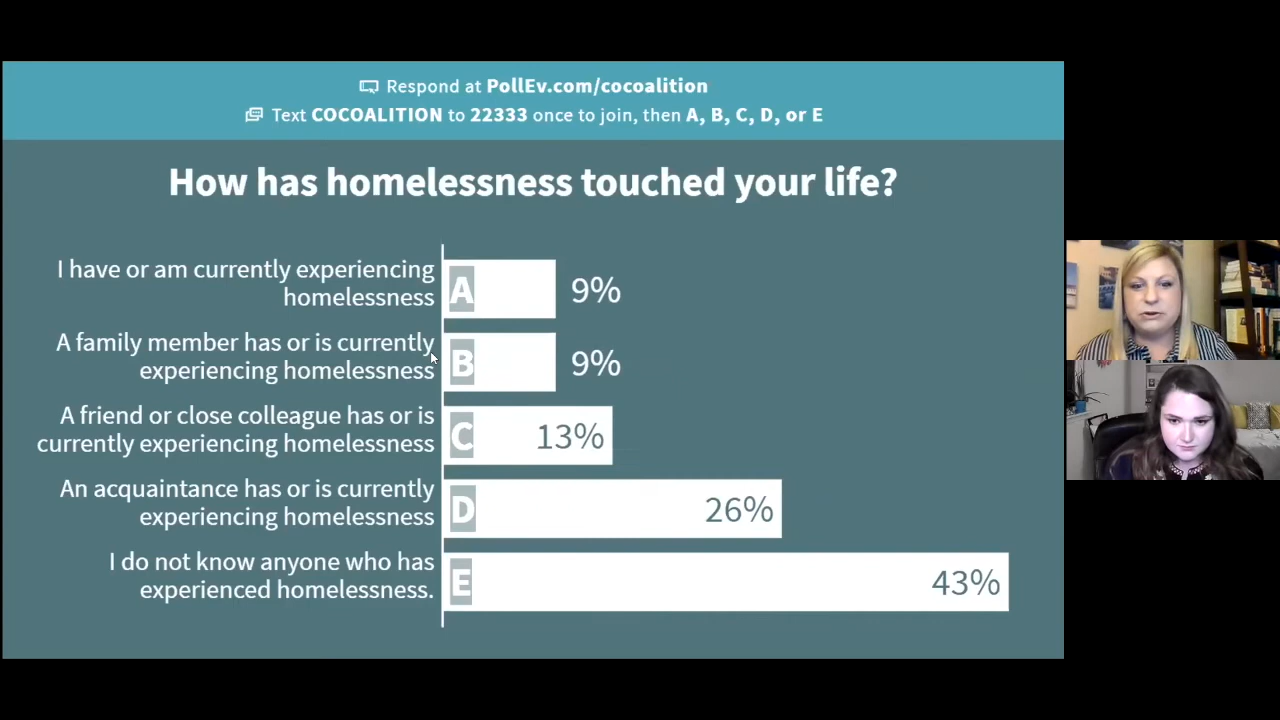 Respond at PollEv.com/cocoalition
Text COCOALITION to 22333 once to join, then A, B, C, D, or E
How has homelessness touched your life?
I have or am currently experiencing
homelessness
A
9%
A family member has or is currently
experiencing homelessness
B
9%
A friend or close colleague has or is
currently experiencing homelessness
C
13%
An acquaintance has or is currently
experiencing homelessness
D
26%
I do not know anyone who has
experienced homelessness.
E
43%